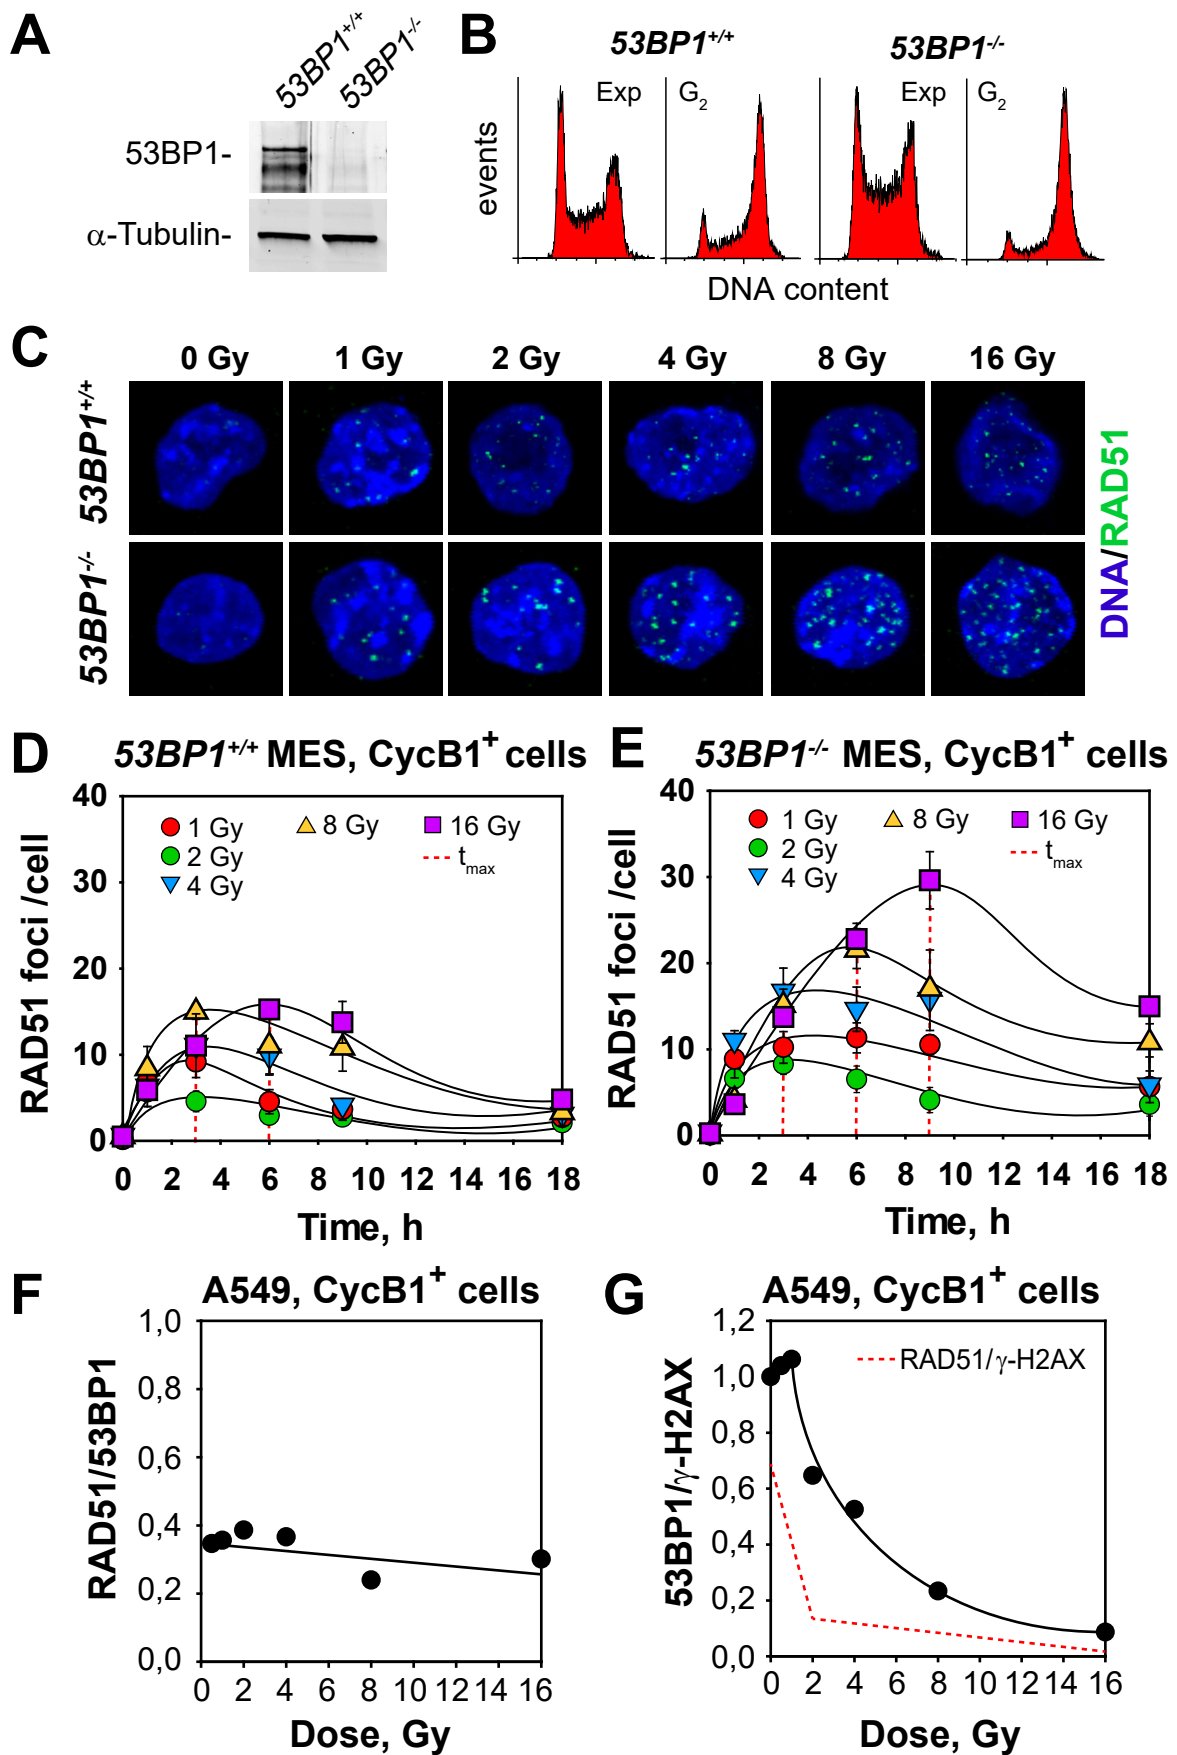 A
53BP1+/+
53BP1-/-
53BP1-
α-Tubulin-
B
53BP1+/+
53BP1-/-
Exp
G2
Exp
G2
events
DNA content
C
0 Gy
1 Gy
2 Gy
4 Gy
8 Gy
16 Gy
53BP1+/+
53BP1-/-
DNA/RAD51
D
53BP1+/+ MES, CycB1+ cells
RAD51 foci /cell
40
30
20
10
0
1 Gy
8 Gy
16 Gy
2 Gy
tmax
4 Gy
0 2 4 6 8 10 12 14 16 18
Time, h
E
53BP1-/- MES, CycB1+ cells
RAD51 foci /cell
40
30
20
10
0
1 Gy
8 Gy
16 Gy
2 Gy
tmax
4 Gy
0 2 4 6 8 10 12 14 16 18
Time, h
F
A549, CycB1+ cells
RAD51/53BP1
1,0
0,8
0,6
0,4
0,2
0,0
0 2 4 6 8 10 12 14 16
Dose, Gy
G
A549, CycB1+ cells
53BP1/γ-H2AX
1,2
1,0
0,8
0,6
0,4
0,2
0,0
RAD51/γ-H2AX
0 2 4 6 8 10 12 14 16
Dose, Gy